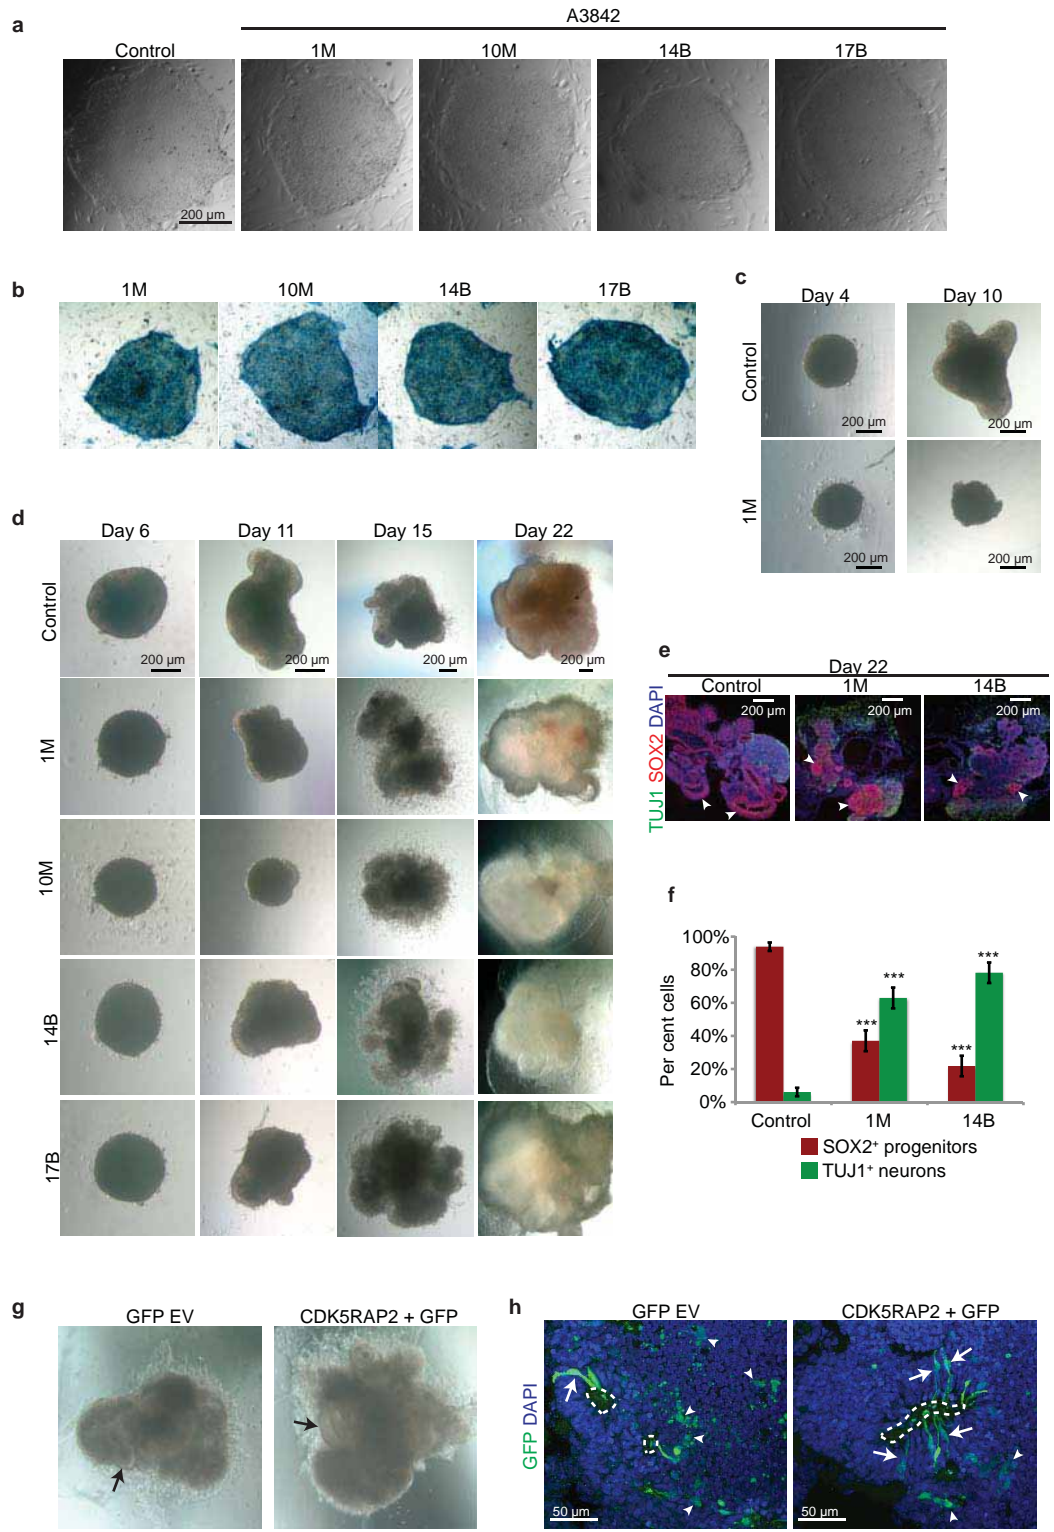 a
A3842
Control 1M 10M 14B 17B
200 µm
b
1M 10M 14B 17B
c
Day 4 Day 10
Control
200 µm 200 µm
1M
200 µm 200 µm
d
Day 6 Day 11 Day 15 Day 22
Control
200 µm 200 µm 200 µm 200 µm
1M
10M
14B
17B
e
Day 22
Control 1M 14B
TUJ1 SOX2 DAPI
200 µm 200 µm 200 µm
f
Per cent cells
100%
80%
60%
40%
20%
0%
*** *** *** ***
Control 1M 14B
SOX2+ progenitors
TUJ1+ neurons
g
GFP EV CDK5RAP2 + GFP
h
GFP EV CDK5RAP2 + GFP
GFP DAPI
50 µm 50 µm